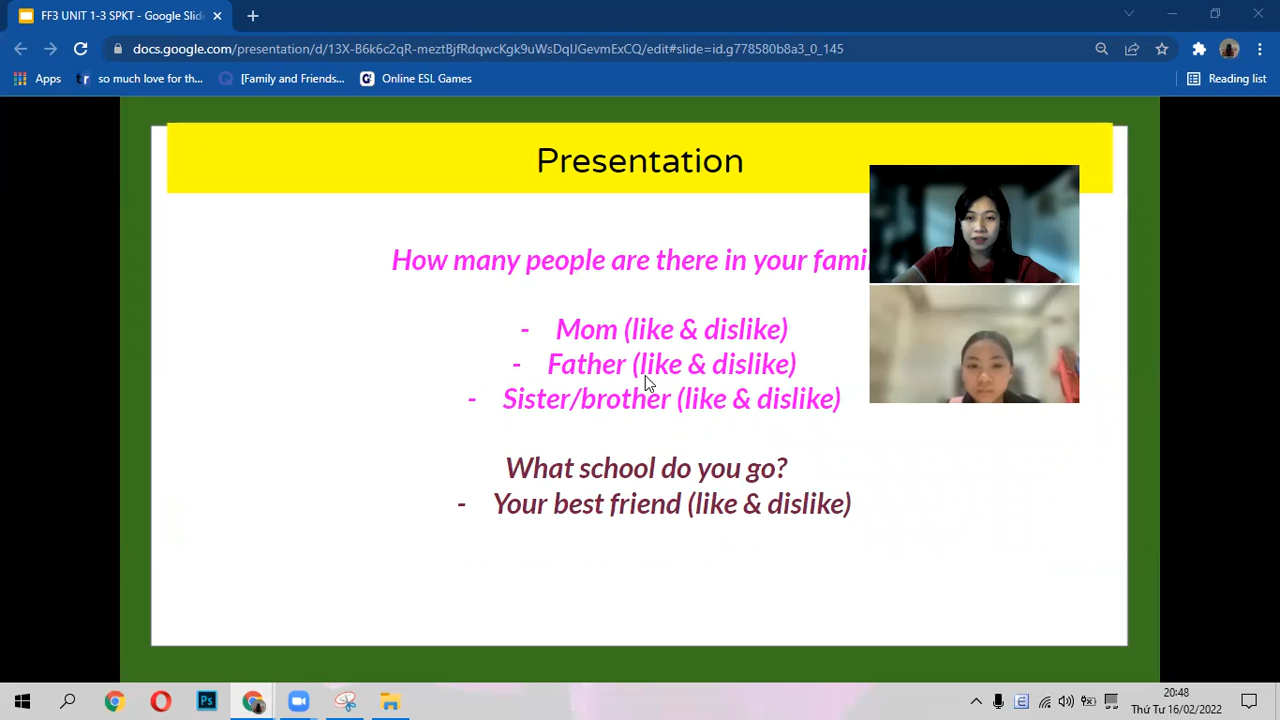 FF3 UNIT 1-3 SPKT - Google Slid
docs.google.com/presentation/d/13X-B6k6c2qR-meztBjfRdqwcKgk9uWsDqIJGevmExCQ/edit#slide=id.g778580b8a3_0_145
Apps
so much love for th...
[Family and Friends...
Online ESL Games
Reading list
Presentation
How many people are there in your famil
- Mom (like & dislike)
- Father (like & dislike)
- Sister/brother (like & dislike)
What school do you go?
- Your best friend (like & dislike)
Ps
20:48
Thứ Tư 16/02/2022